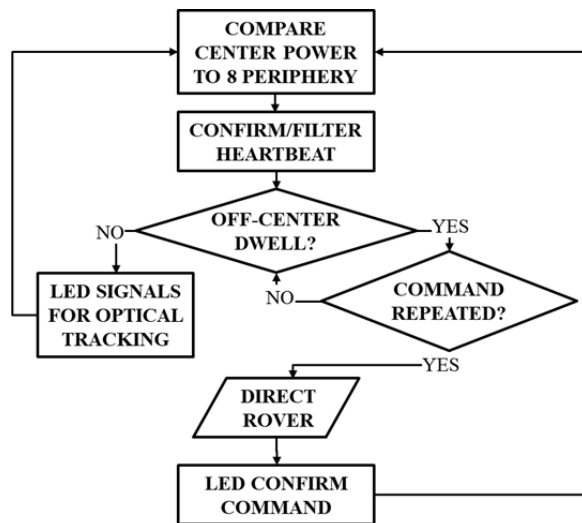 COMPARE
CENTER POWER
TO 8 PERIPHERY
CONFIRM/FILTER
HEARTBEAT
OFF-CENTER
DWELL?
NO
YES
LED SIGNALS
FOR OPTICAL
TRACKING
NO
COMMAND
REPEATED?
YES
DIRECT
ROVER
LED CONFIRM
COMMAND